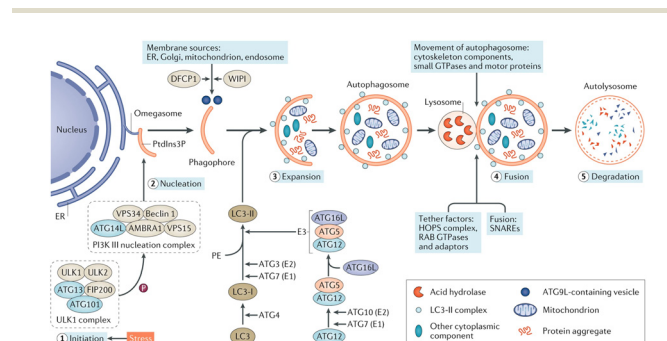 Membrane sources:
ER, Golgi, mitochondrion, endosome
DFCP1
WIPI
Movement of autophagosome:
cytoskeleton components,
small GTPases and motor proteins
Omegasome
Nucleus
PtdIns3P
Phagophore
Autophagosome
Lysosome
Autolysosome
2 Nucleation
3 Expansion
4 Fusion
5 Degradation
ER
VPS34
Beclin 1
ATG14L
AMBRA1
VPS15
PI3K III nucleation complex
LC3-II
E3
ATG16L
ATG5
ATG12
Tether factors:
HOPS complex,
RAB GTPases
and adaptors
Fusion:
SNAREs
PE
ATG3 (E2)
ATG7 (E1)
ATG16L
ULK1
ULK2
ATG13
FIP200
ATG101
ULK1 complex
P
LC3-I
ATG5
ATG12
ATG4
ATG10 (E2)
ATG7 (E1)
Acid hydrolase
ATG9L-containing vesicle
LC3-II complex
Mitochondrion
Other cytoplasmic
component
Protein aggregate
1 Initiation
Stress
LC3
ATG12